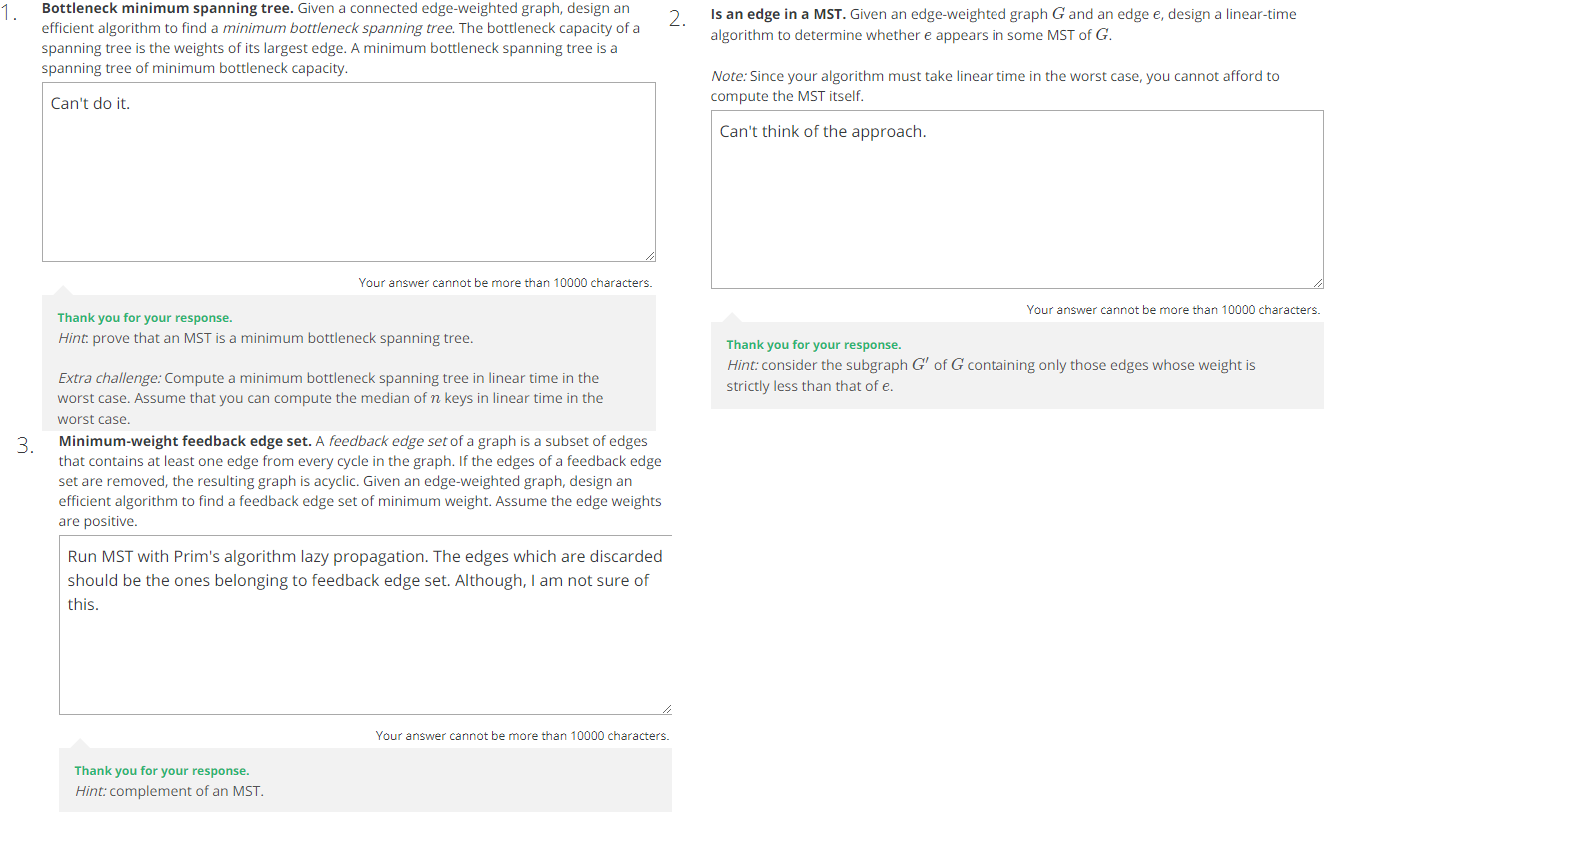 1.
Bottleneck minimum spanning tree. Given a connected edge-weighted graph, design an
efficient algorithm to find a minimum bottleneck spanning tree. The bottleneck capacity of a
spanning tree is the weights of its largest edge. A minimum bottleneck spanning tree is a
spanning tree of minimum bottleneck capacity.
Can't do it.
Your answer cannot be more than 10000 characters.
Thank you for your response.
Hint: prove that an MST is a minimum bottleneck spanning tree.
Extra challenge: Compute a minimum bottleneck spanning tree in linear time in the
worst case. Assume that you can compute the median of n keys in linear time in the
worst case.
2.
Is an edge in a MST. Given an edge-weighted graph G and an edge e, design a linear-time
algorithm to determine whether e appears in some MST of G.
Note: Since your algorithm must take linear time in the worst case, you cannot afford to
compute the MST itself.
Can't think of the approach.
Your answer cannot be more than 10000 characters.
Thank you for your response.
Hint: consider the subgraph G′ of G containing only those edges whose weight is
strictly less than that of e.
3.
Minimum-weight feedback edge set. A feedback edge set of a graph is a subset of edges
that contains at least one edge from every cycle in the graph. If the edges of a feedback edge
set are removed, the resulting graph is acyclic. Given an edge-weighted graph, design an
efficient algorithm to find a feedback edge set of minimum weight. Assume the edge weights
are positive.
Run MST with Prim's algorithm lazy propagation. The edges which are discarded
should be the ones belonging to feedback edge set. Although, I am not sure of
this.
Your answer cannot be more than 10000 characters.
Thank you for your response.
Hint: complement of an MST.